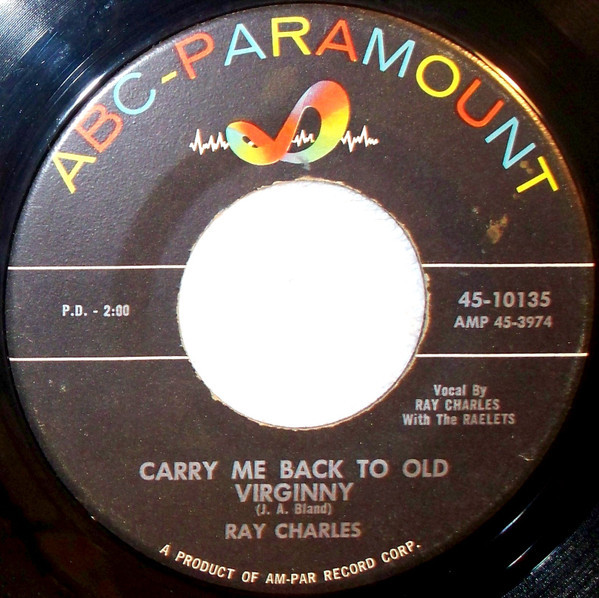 ABC-PARAMOUNT
P.D. - 2:00
45-10135
AMP 45-3974
Vocal By
RAY CHARLES
With The RAELETS
CARRY ME BACK TO OLD
VIRGINNY
(J. A. Bland)
RAY CHARLES
A PRODUCT OF AM-PAR RECORD CORP.